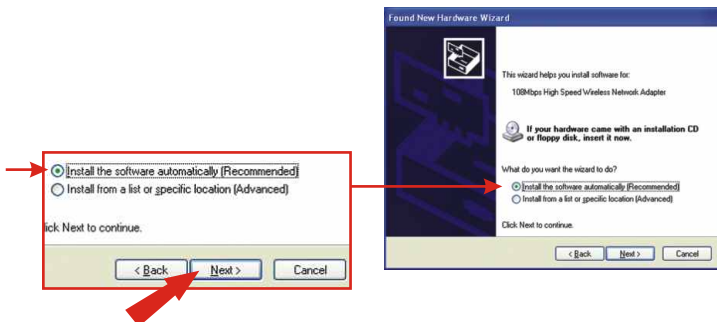 Found New Hardware Wizard
This wizard helps you install software for:
108Mbps High Speed Wireless Network Adapter
If your hardware came with an installation CD
or floppy disk, insert it now.
What do you want the wizard to do?
Install the software automatically (Recommended)
Install from a list or specific location (Advanced)
Click Next to continue.
< Back
Next >
Cancel
Install the software automatically (Recommended)
Install from a list or specific location (Advanced)
lick Next to continue.
< Back
Next >
Cancel